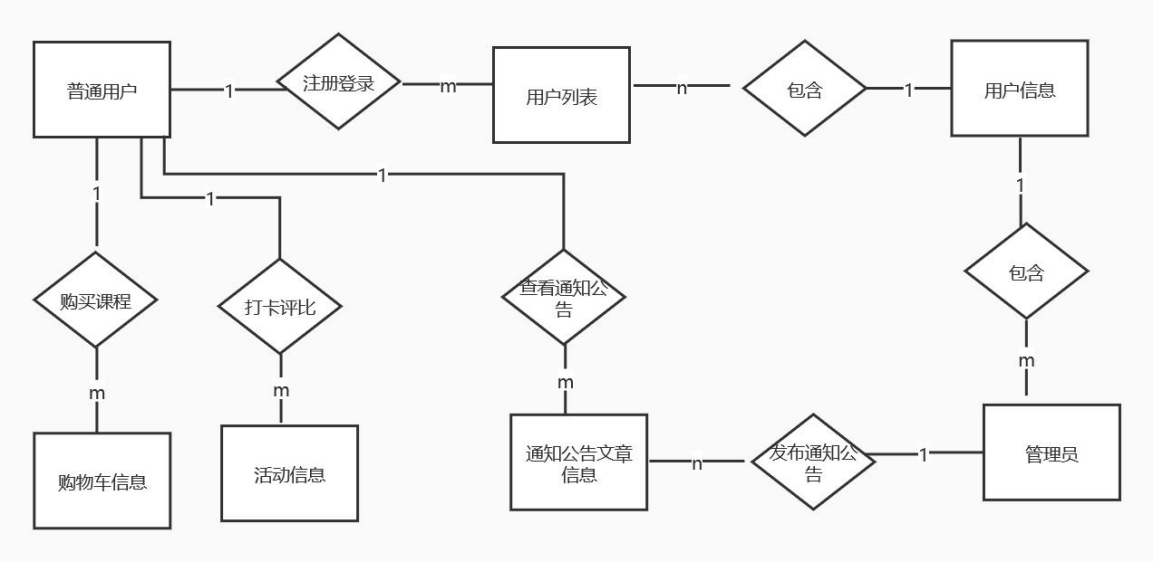 普通用户
1
注册登录
m
用户列表
n
包含
1
用户信息
1
1
1
1
购买课程
打卡评比
查看通知公
告
包含
m
m
m
m
购物车信息
活动信息
通知公告文章
信息
n
发布通知公
告
1
管理员